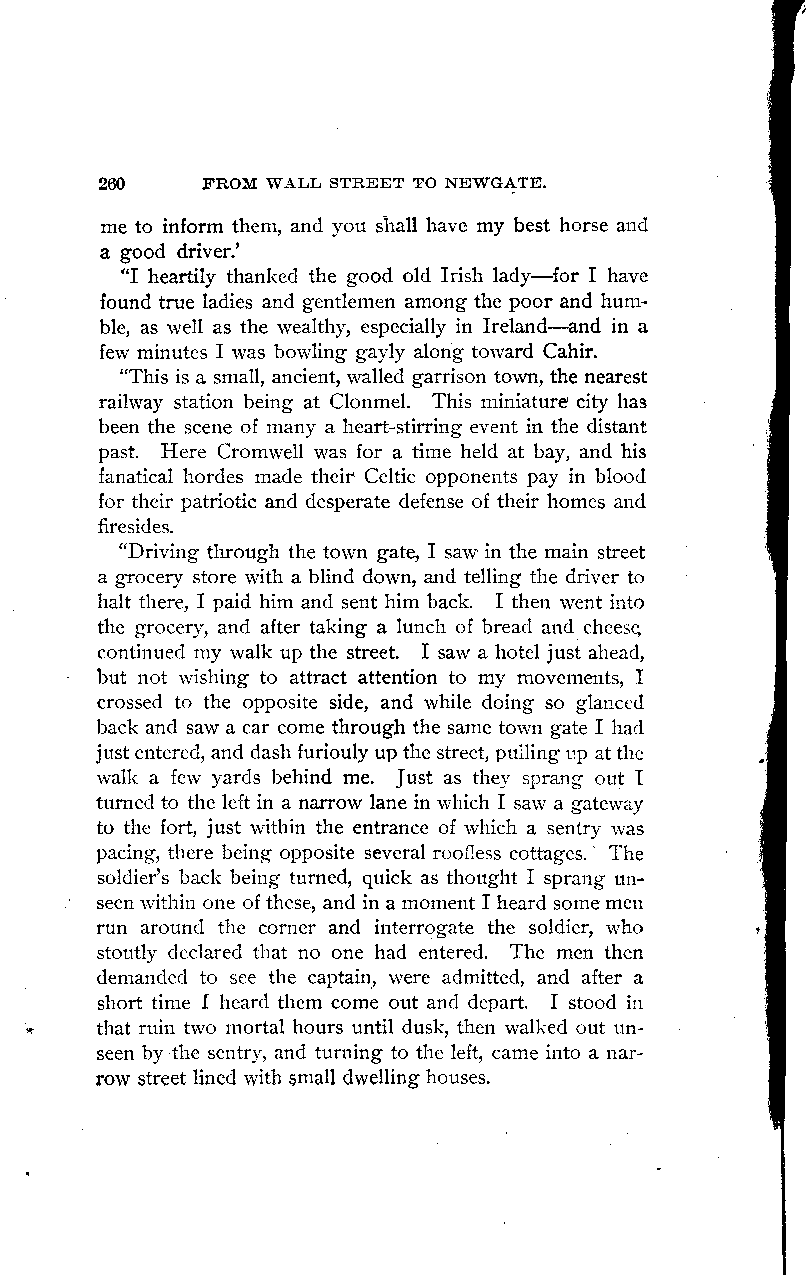 260 FROM WALL STREET TO NEWGATE.
me to inform them, and you shall have my best horse and
a good driver.'
"I heartily thanked the good old Irish lady—for I have
found true ladies and gentlemen among the poor and hum-
ble, as well as the wealthy, especially in Ireland—and in a
few minutes I was bowling gayly along toward Cahir.
"This is a small, ancient, walled garrison town, the nearest
railway station being at Clonmel. This miniature city has
been the scene of many a heart-stirring event in the distant
past. Here Cromwell was for a time held at bay, and his
fanatical hordes made their Celtic opponents pay in blood
for their patriotic and desperate defense of their homes and
firesides.
"Driving through the town gate, I saw in the main street
a grocery store with a blind down, and telling the driver to
halt there, I paid him and sent him back. I then went into
the grocery, and after taking a lunch of bread and cheese,
continued my walk up the street. I saw a hotel just ahead,
but not wishing to attract attention to my movements, I
crossed to the opposite side, and while doing so glanced
back and saw a car come through the same town gate I had
just entered, and dash furiouly up the street, pulling up at the
walk a few yards behind me. Just as they sprang out I
turned to the left in a narrow lane in which I saw a gateway
to the fort, just within the entrance of which a sentry was
pacing, there being opposite several roofless cottages. The
soldier's back being turned, quick as thought I sprang un-
seen within one of these, and in a moment I heard some men
run around the corner and interrogate the soldier, who
stoutly declared that no one had entered. The men then
demanded to see the captain, were admitted, and after a
short time I heard them come out and depart. I stood in
that ruin two mortal hours until dusk, then walked out un-
seen by the sentry, and turning to the left, came into a nar-
row street lined with small dwelling houses.